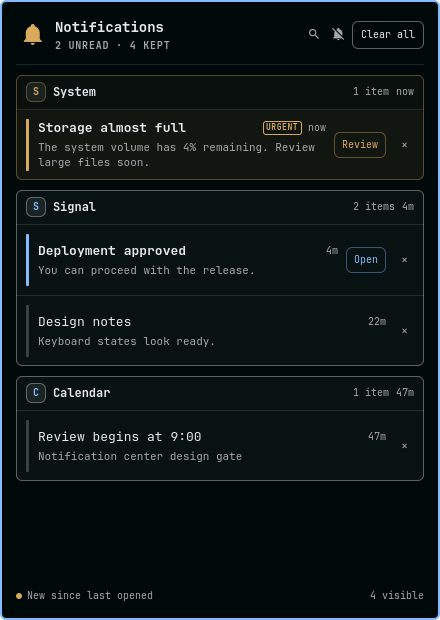 Notifications
2 UNREAD · 4 KEPT
Clear all
S System 1 item now
Storage almost full URGENT now
The system volume has 4% remaining. Review
large files soon.
Review ×
S Signal 2 items 4m
Deployment approved 4m
You can proceed with the release.
Open ×
Design notes 22m
Keyboard states look ready.
×
C Calendar 1 item 47m
Review begins at 9:00 47m
Notification center design gate
×
New since last opened 4 visible